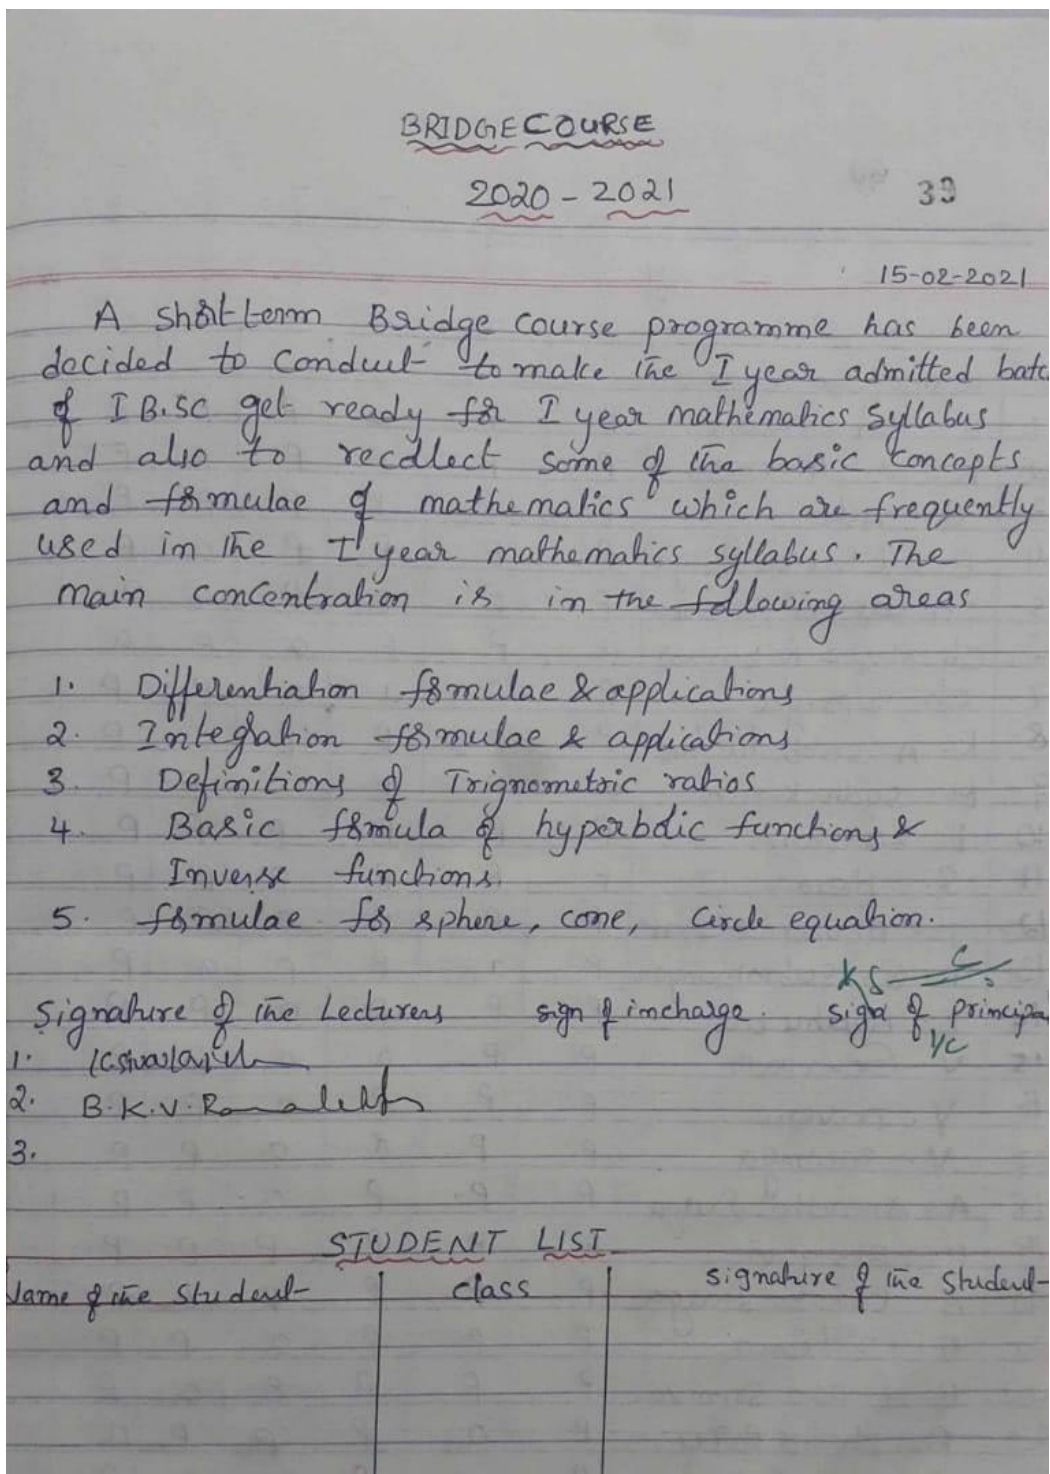 BRIDGE COURSE
2020 - 2021
39
15-02-2021
A short term Bridge course programme has been
decided to conduct to make the I year admitted batc
of I B.SC get ready for I year mathematics Syllabus
and also to recollect some of the basic concepts
and formulae of mathematics which are frequently
used in the I year mathematics syllabus. The
main concentration is in the following areas
1. Differentiation formulae & applications
2. Integration formulae & applications
3. Definitions of Trignometric ratios
4. Basic formula of hyperbolic functions &
Inverse functions.
5. formulae for sphere, cone, circle equation.
Signature of the Lecturers sign of incharge. sign of principal
I/C
1.
2. B.K.V.
3.
STUDENT LIST
Name of the Student class signature of the Student